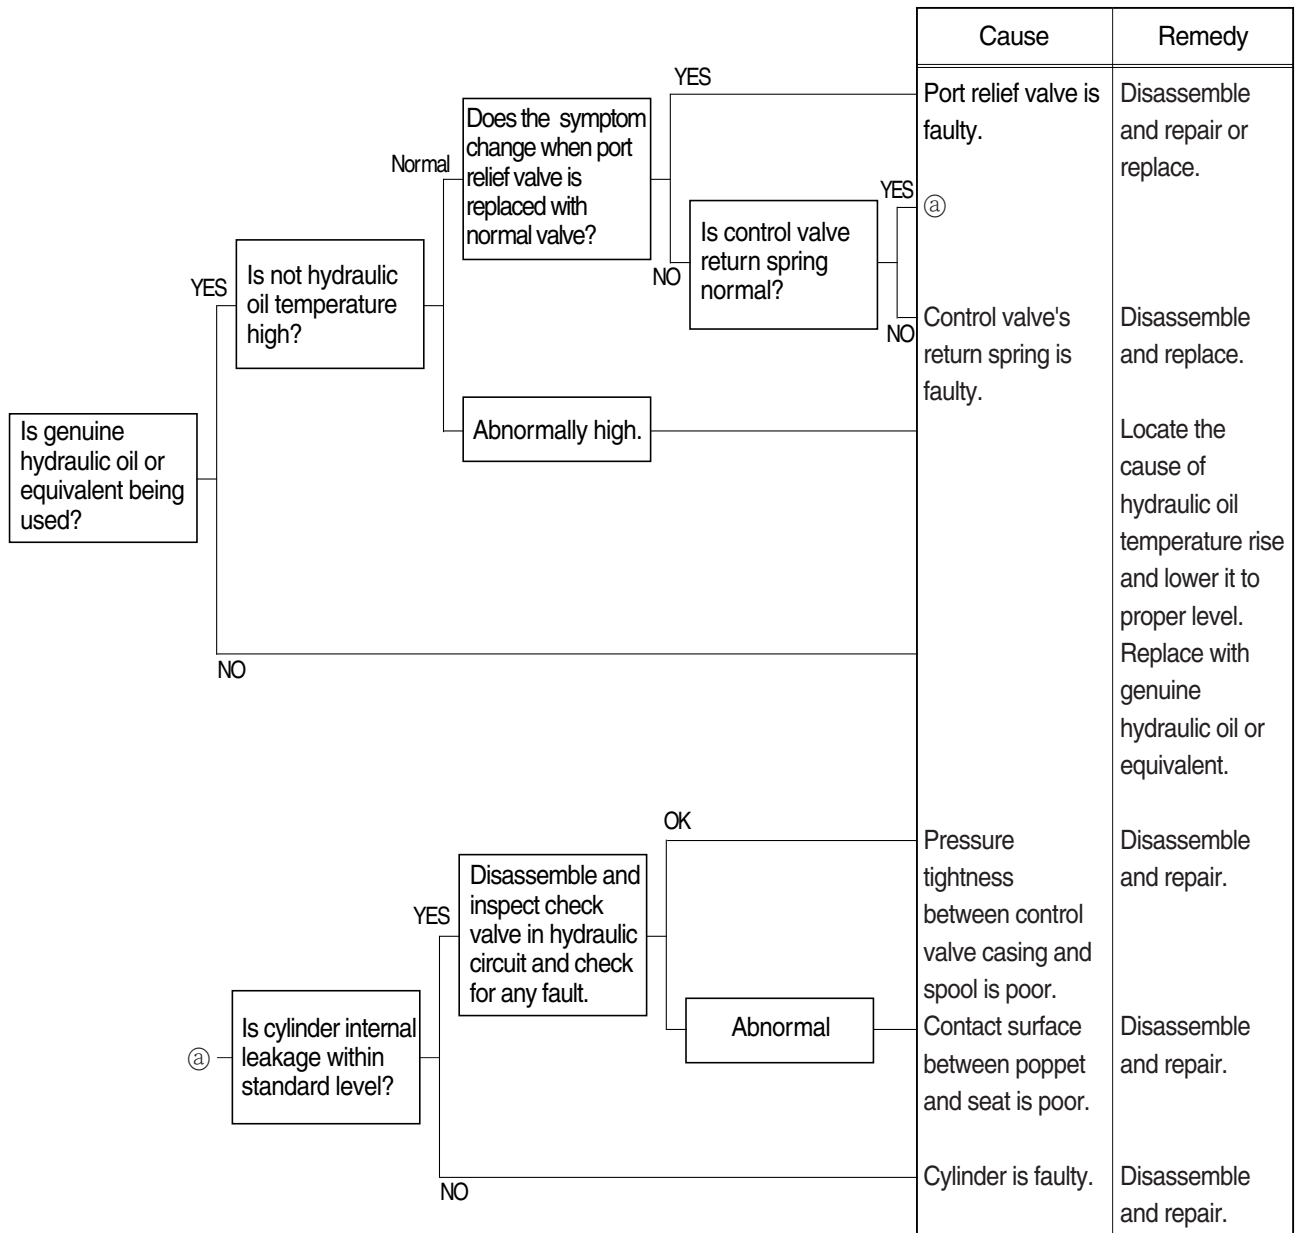 Cause
Remedy
YES
Port relief valve is
faulty.
Disassemble
and repair or
replace.
Does the symptom
change when port
relief valve is
replaced with
normal valve?
Normal
YES
ⓐ
Is control valve
return spring
normal?
NO
YES
Is not hydraulic
oil temperature
high?
NO
Control valve's
return spring is
faulty.
Disassemble
and replace.
Abnormally high.
Is genuine
hydraulic oil or
equivalent being
used?
Locate the
cause of
hydraulic oil
temperature rise
and lower it to
proper level.
NO
Replace with
genuine
hydraulic oil or
equivalent.
OK
Pressure
tightness
between control
valve casing and
spool is poor.
Disassemble
and repair.
YES
Disassemble and
inspect check
valve in hydraulic
circuit and check
for any fault.
Abnormal
Contact surface
between poppet
and seat is poor.
Disassemble
and repair.
ⓐ
Is cylinder internal
leakage within
standard level?
NO
Cylinder is faulty.
Disassemble
and repair.